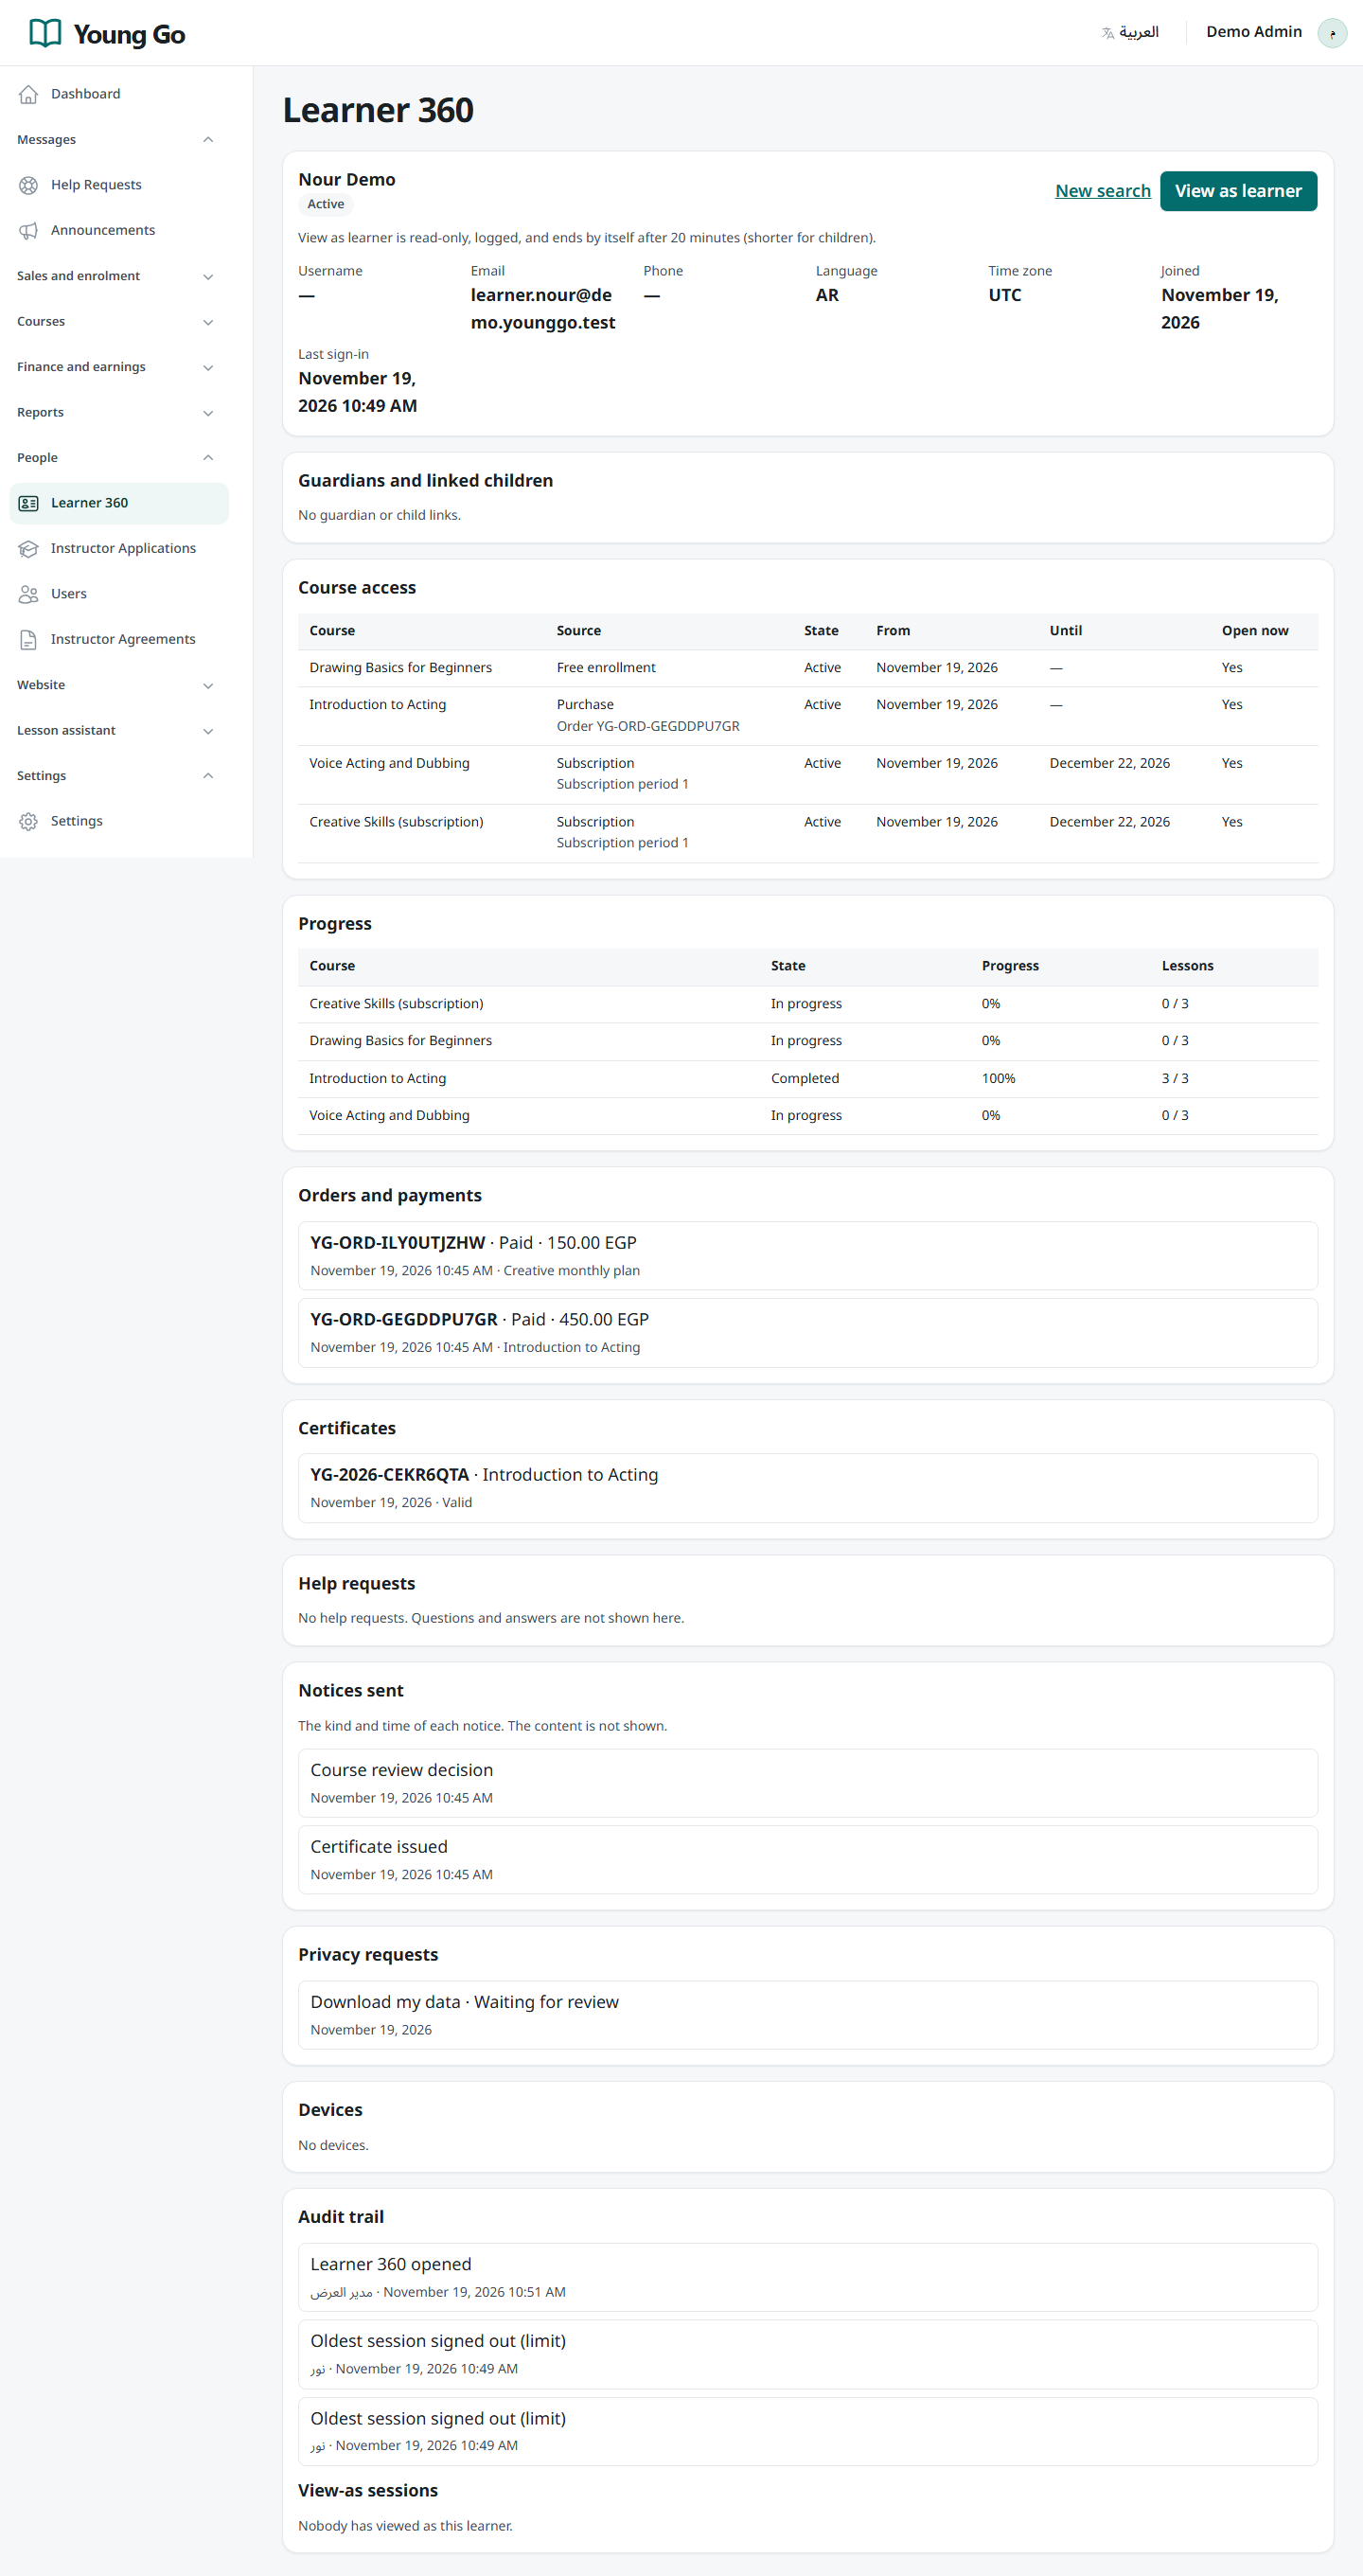 Young Go
العربية
Demo Admin
م
Dashboard
Messages
Help Requests
Announcements
Sales and enrolment
Courses
Finance and earnings
Reports
People
Learner 360
Instructor Applications
Users
Instructor Agreements
Website
Lesson assistant
Settings
Settings
Learner 360
Nour Demo
Active
New search
View as learner
View as learner is read-only, logged, and ends by itself after 20 minutes (shorter for children).
Username
—
Email
learner.nour@de
mo.younggo.test
Phone
—
Language
AR
Time zone
UTC
Joined
November 19,
2026
Last sign-in
November 19,
2026 10:49 AM
Guardians and linked children
No guardian or child links.
Course access
Course Source State From Until Open now
Drawing Basics for Beginners Free enrollment Active November 19, 2026 — Yes
Introduction to Acting Purchase Active November 19, 2026 — Yes
Order YG-ORD-GEGDDPU7GR
Voice Acting and Dubbing Subscription Active November 19, 2026 December 22, 2026 Yes
Subscription period 1
Creative Skills (subscription) Subscription Active November 19, 2026 December 22, 2026 Yes
Subscription period 1
Progress
Course State Progress Lessons
Creative Skills (subscription) In progress 0% 0 / 3
Drawing Basics for Beginners In progress 0% 0 / 3
Introduction to Acting Completed 100% 3 / 3
Voice Acting and Dubbing In progress 0% 0 / 3
Orders and payments
YG-ORD-ILY0UTJZHW · Paid · 150.00 EGP
November 19, 2026 10:45 AM · Creative monthly plan
YG-ORD-GEGDDPU7GR · Paid · 450.00 EGP
November 19, 2026 10:45 AM · Introduction to Acting
Certificates
YG-2026-CEKR6QTA · Introduction to Acting
November 19, 2026 · Valid
Help requests
No help requests. Questions and answers are not shown here.
Notices sent
The kind and time of each notice. The content is not shown.
Course review decision
November 19, 2026 10:45 AM
Certificate issued
November 19, 2026 10:45 AM
Privacy requests
Download my data · Waiting for review
November 19, 2026
Devices
No devices.
Audit trail
Learner 360 opened
مدير العرض · November 19, 2026 10:51 AM
Oldest session signed out (limit)
نور · November 19, 2026 10:49 AM
Oldest session signed out (limit)
نور · November 19, 2026 10:49 AM
View-as sessions
Nobody has viewed as this learner.